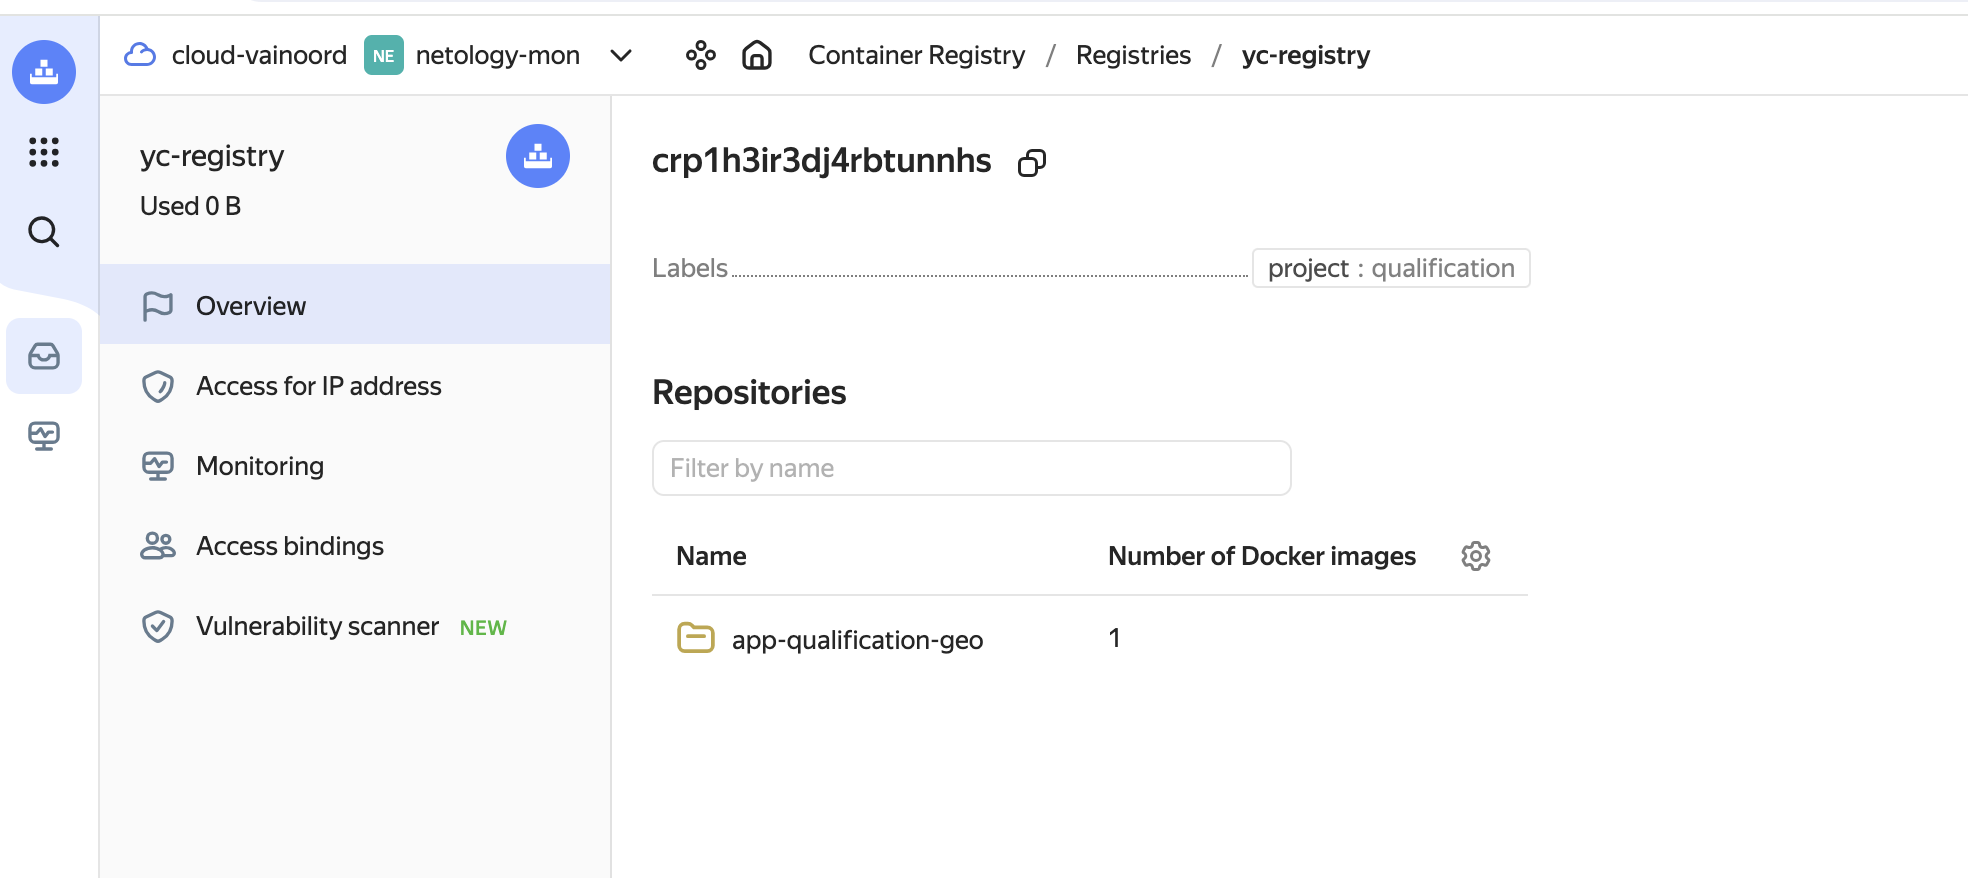 cloud-vainoord NE netology-mon Container Registry / Registries / yc-registry
yc-registry
Used 0 B
Overview
Access for IP address
Monitoring
Access bindings
Vulnerability scanner NEW
crp1h3ir3dj4rbtunnhs
Labels project : qualification
Repositories
Filter by name
Name Number of Docker images
app-qualification-geo 1